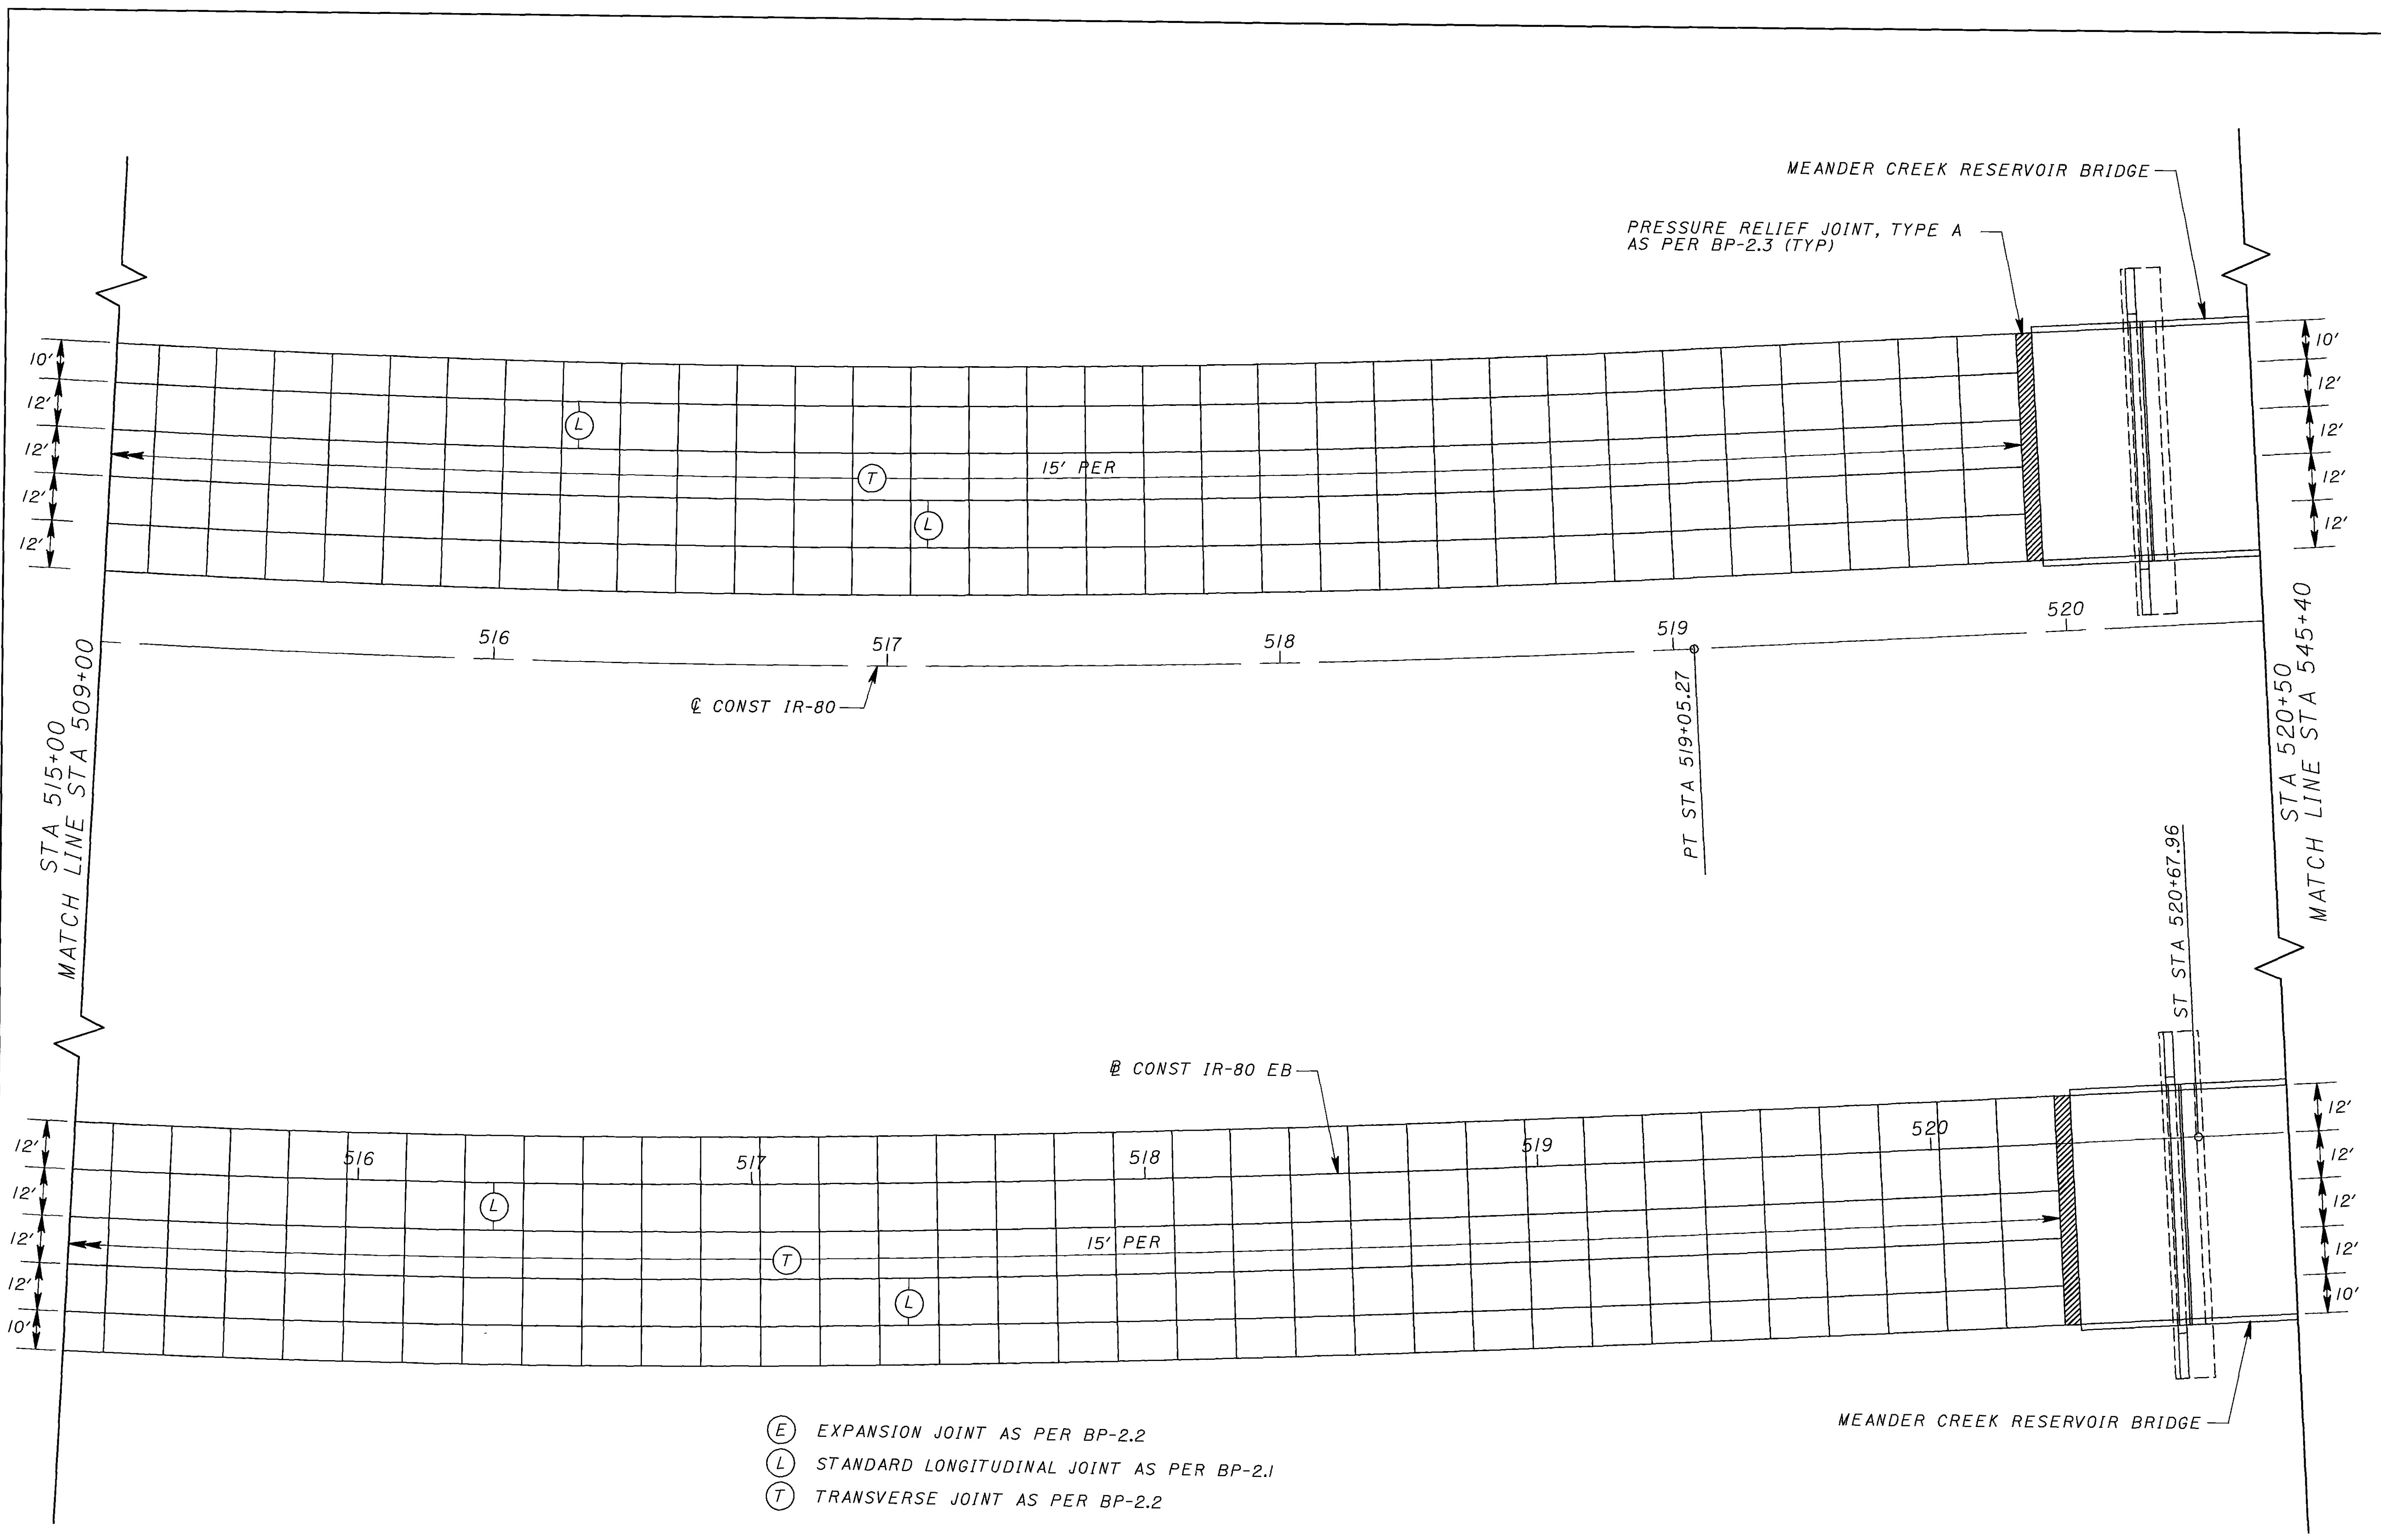 MEANDER CREEK RESERVOIR BRIDGE
PRESSURE RELIEF JOINT, TYPE A
AS PER BP-2.3 (TYP)
10'
12'
12'
12'
12'
L
T
15' PER
L
10'
12'
12'
12'
12'
516
517
518
519
520
℄ CONST IR-80
PT STA 519+05.27
STA 515+00
MATCH LINE STA 509+00
STA 520+50
MATCH LINE STA 545+40
ST STA 520+67.96
BL CONST IR-80 EB
12'
12'
12'
12'
10'
516
517
518
519
520
L
T
15' PER
L
12'
12'
12'
12'
10'
MEANDER CREEK RESERVOIR BRIDGE
E EXPANSION JOINT AS PER BP-2.2
L STANDARD LONGITUDINAL JOINT AS PER BP-2.1
T TRANSVERSE JOINT AS PER BP-2.2